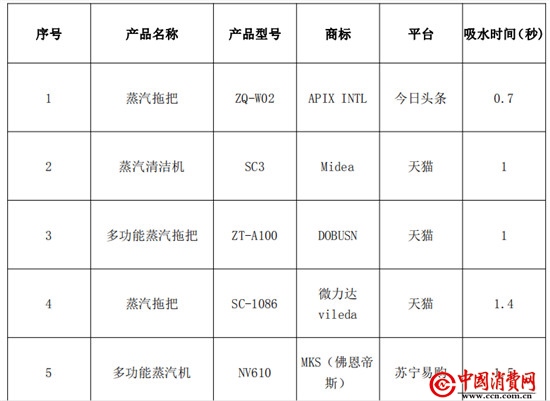 序号 产品名称 产品型号 商标 平台 吸水时间(秒)
1 蒸汽拖把 ZQ-W02 APIX INTL 今日头条 0.7
2 蒸汽清洁机 SC3 Midea 天猫 1
3 多功能蒸汽拖把 ZT-A100 DOBUSN 天猫 1
4 蒸汽拖把 SC-1086 微力达 天猫 1.4
vileda
5 多功能蒸汽机 NV610 MKS（佛恩帝 苏宁易购
斯）
中国消费网
www.ccn.com.cn